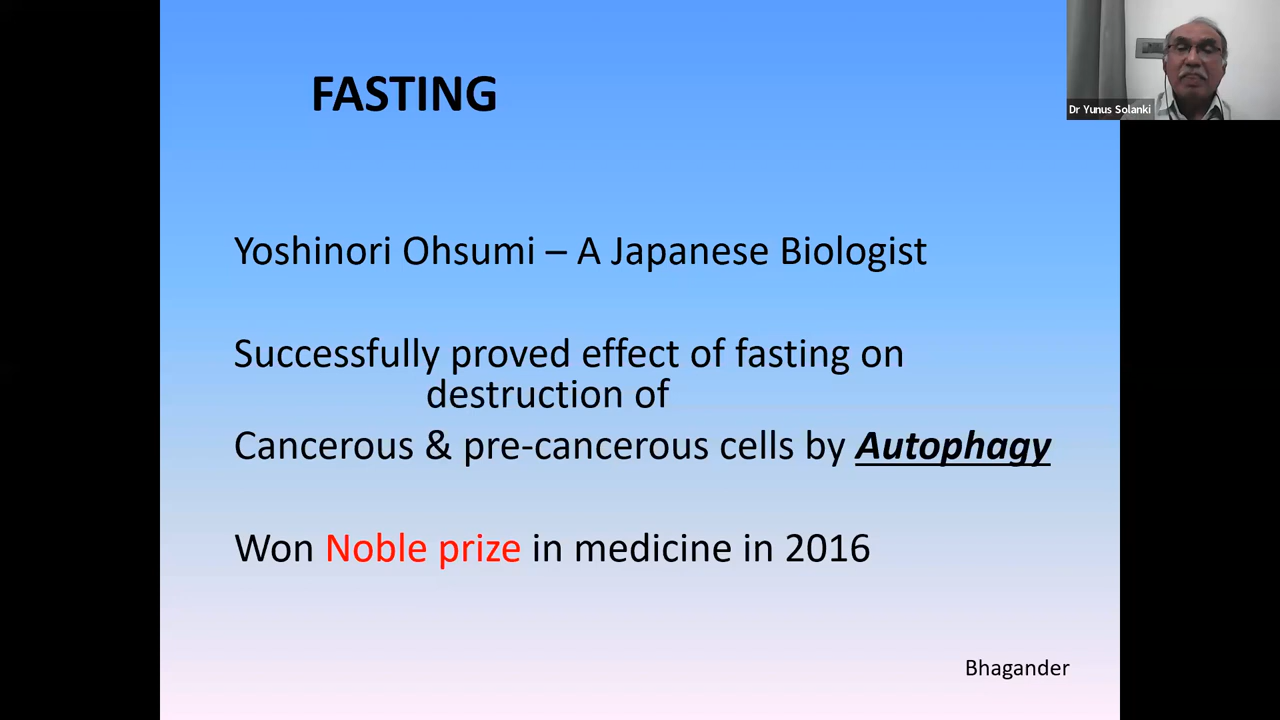 FASTING
Dr Yunus Solanki
Yoshinori Ohsumi – A Japanese Biologist
Successfully proved effect of fasting on
destruction of
Cancerous & pre-cancerous cells by Autophagy
Won Noble prize in medicine in 2016
Bhagander